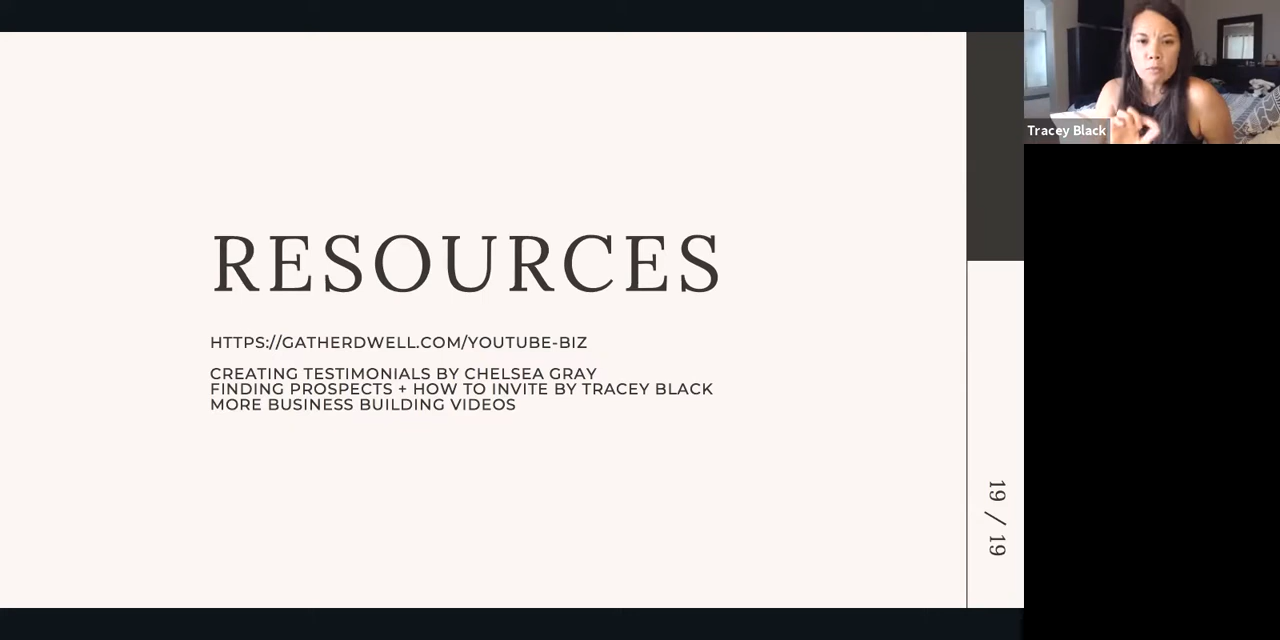 RESOURCES
HTTPS://GATHERDWELL.COM/YOUTUBE-BIZ
CREATING TESTIMONIALS BY CHELSEA GRAY
FINDING PROSPECTS + HOW TO INVITE BY TRACEY BLACK
MORE BUSINESS BUILDING VIDEOS
19 / 19
Tracey Black